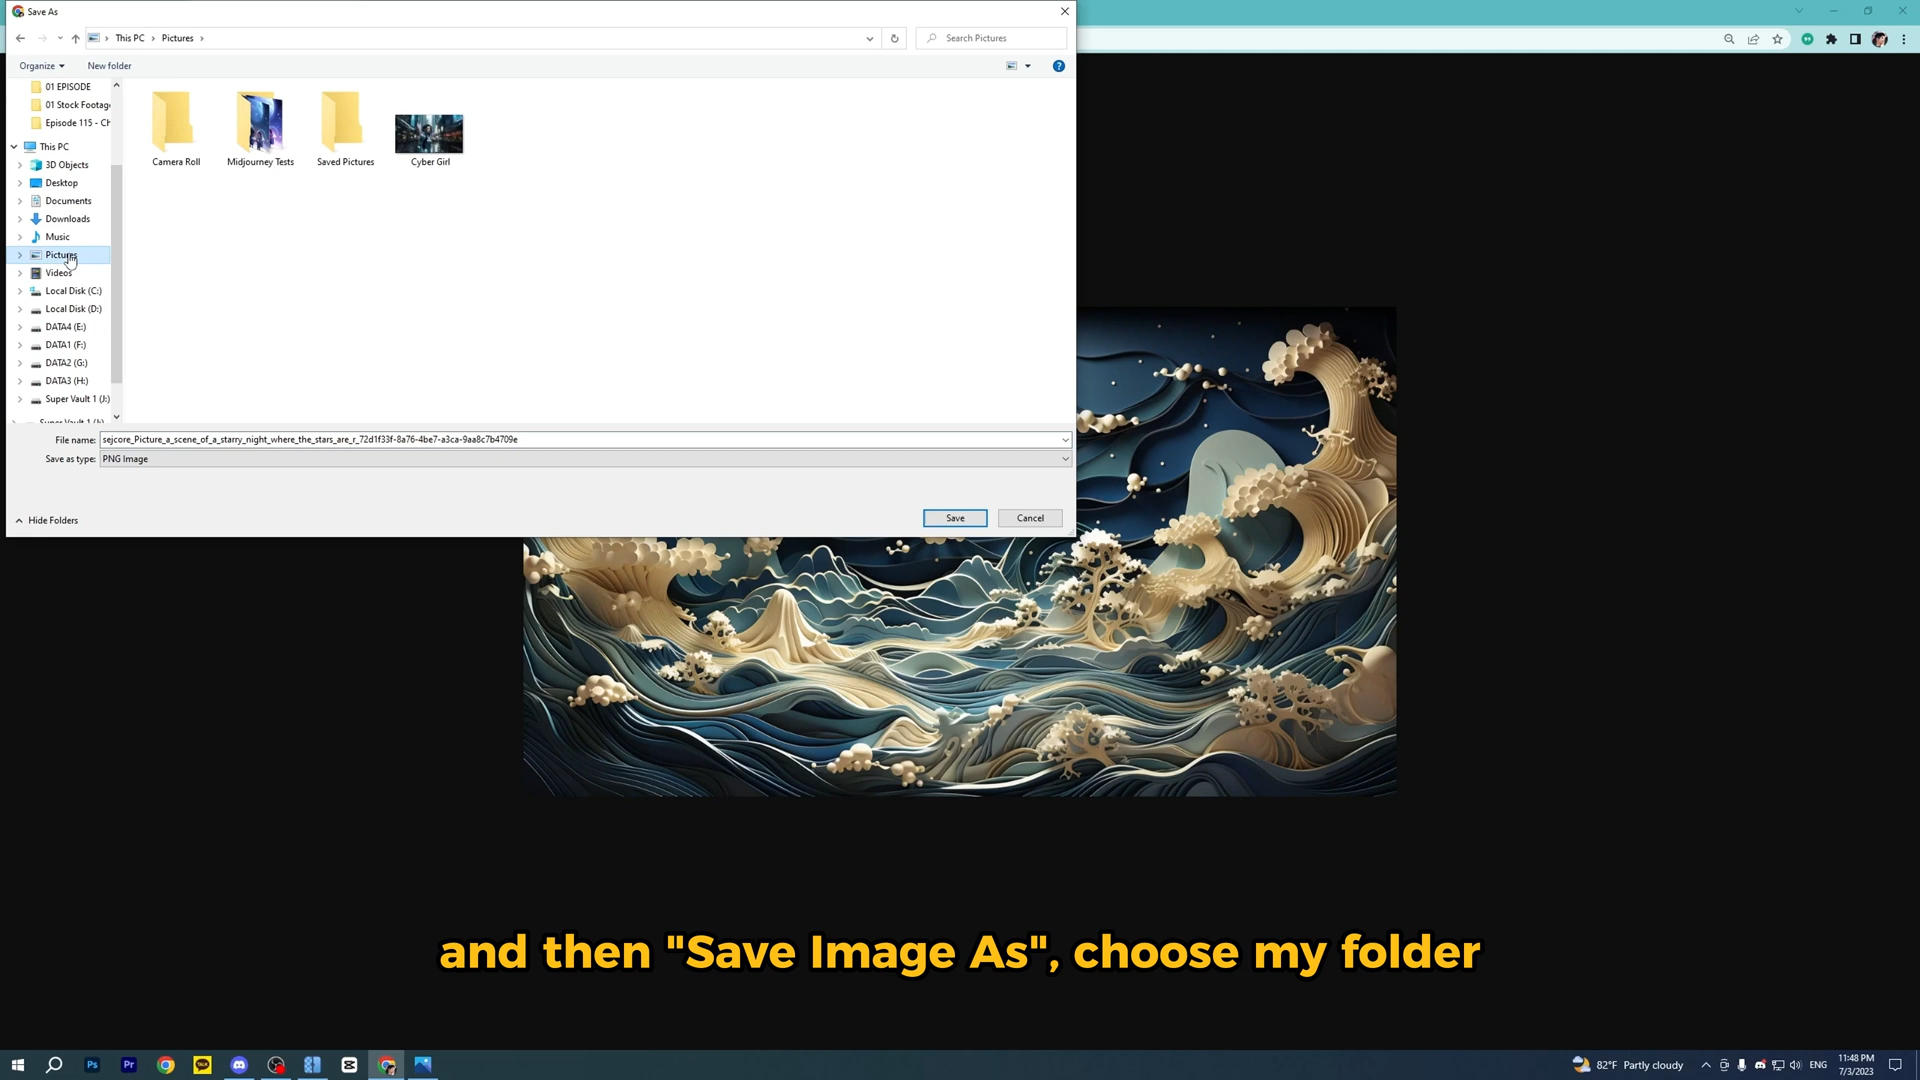 Save As
This PC
Pictures
Search Pictures
Organize
New folder
01 EPISODE
01 Stock Footag
Episode 115 - Ch
This PC
3D Objects
Desktop
Documents
Downloads
Music
Pictures
Videos
Local Disk (C:)
Local Disk (D:)
DATA4 (E:)
DATA1 (F:)
DATA2 (G:)
DATA3 (H:)
Super Vault 1 (J:)
Camera Roll
Midjourney Tests
Saved Pictures
Cyber Girl
File name: sejcore_Picture_a_scene_of_a_starry_night_where_the_stars_are_r_72d1f33f-8a76-4be7-a3ca-9aa8c7b4709e
Save as type: PNG Image
Hide Folders
Save
Cancel
and then "Save Image As", choose my folder
Ps
Pr
TALK
82°F Partly cloudy
ENG
11:48 PM
7/3/2023